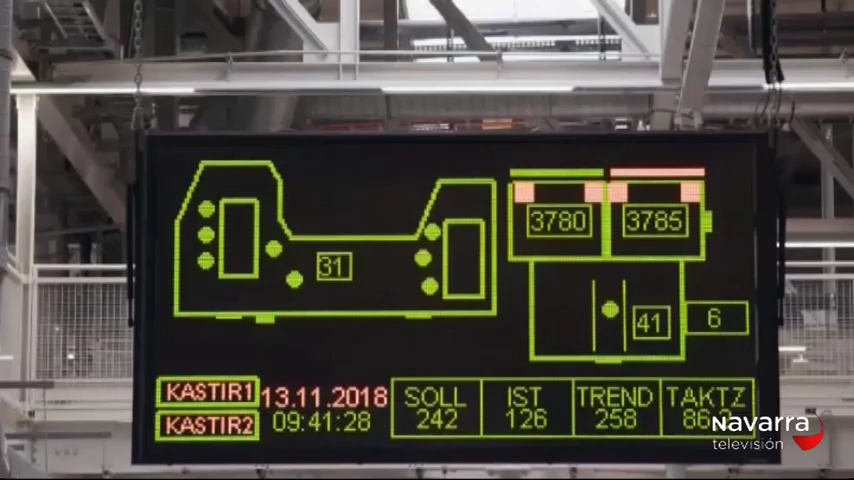 3780 3785
31
41 6
KASTIR1 13.11.2018 SOLL IST TREND TAKTZ
KASTIR2 09:41:28 242 126 258
Navarra
televisión